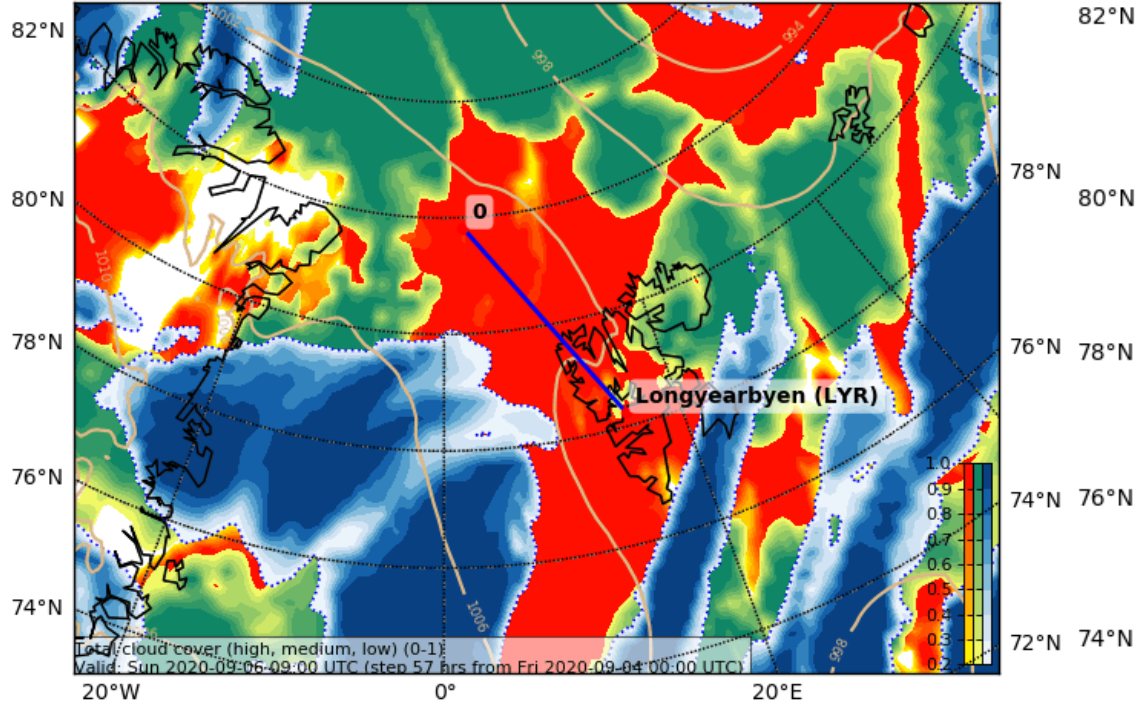 82°N
82°N
1002
994
998
78°N
80°N
80°N
0
1010
78°N
76°N
78°N
Longyearbyen (LYR)
76°N
76°N
74°N
1.0
0.9
0.8
0.7
0.6
0.5
0.4
0.3
0.2
74°N
1006
998
72°N
74°N
Total cloud cover (high, medium, low) (0-1)
Valid: Sun 2020-09-06 09:00 UTC (step 57 hrs from Fri 2020-09-04 00:00 UTC)
20°W
0°
20°E